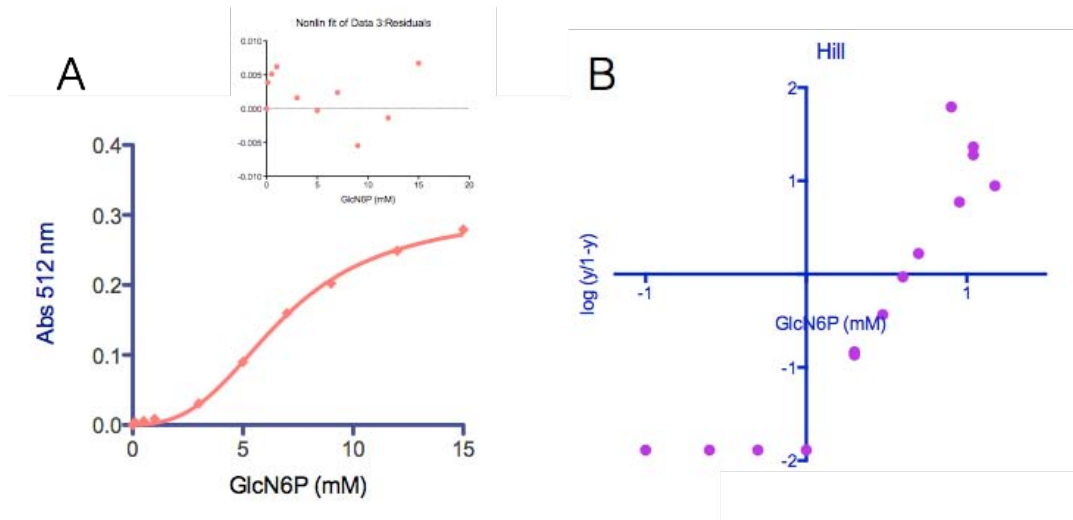 A
Nonlin fit of Data 3:Residuals
0.010
0.005
0.000
-0.005
-0.010
0
5
10
15
20
GlcN6P (mM)
Abs 512 nm
0.4
0.3
0.2
0.1
0.0
0
5
10
15
GlcN6P (mM)
B
Hill
log (y/1-y)
2
1
-1
1
GlcN6P (mM)
-1
-2